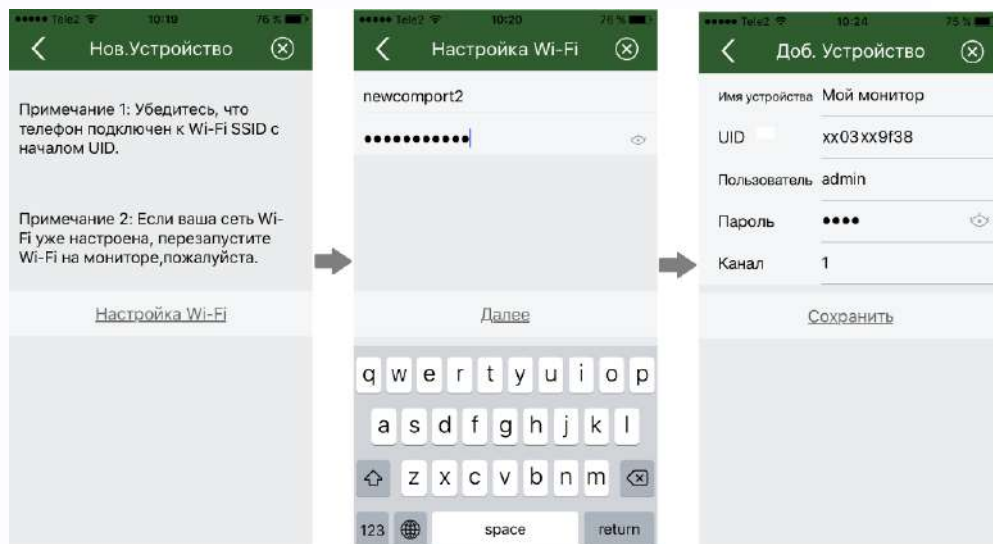 ●●●●● Tele2 10:19 76 %
Нов.Устройство
Примечание 1: Убедитесь, что
телефон подключен к Wi-Fi SSID с
началом UID.
Примечание 2: Если ваша сеть Wi-
Fi уже настроена, перезапустите
Wi-Fi на мониторе,пожалуйста.
Настройка Wi-Fi
●●●●● Tele2 10:20 76 %
Настройка Wi-Fi
newcomport2
●●●●●●●●●●●
Далее
q w e r t y u i o p
a s d f g h j k l
z x c v b n m
123 space return
●●●●● Tele2 10:24 75 %
Доб. Устройство
Имя устройства Мой монитор
UID xx03xx9f38
Пользователь admin
Пароль ●●●●
Канал 1
Сохранить